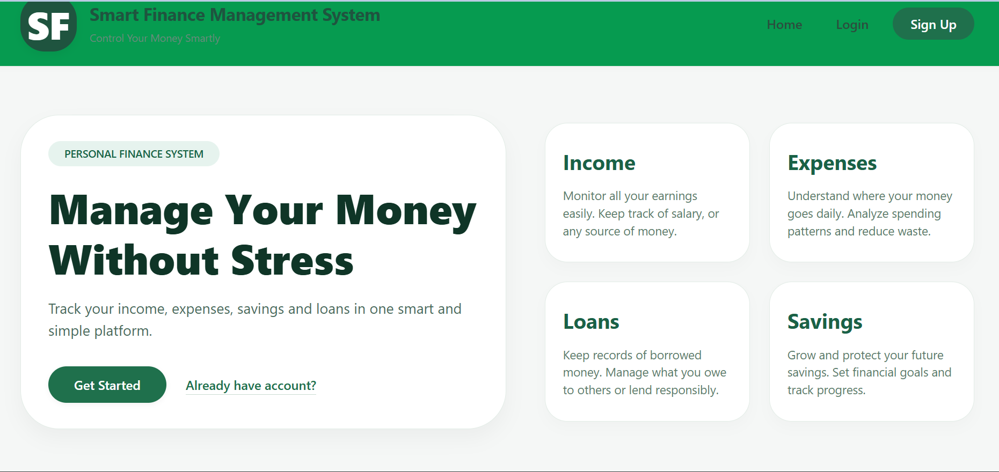 SF
Smart Finance Management System
Control Your Money Smartly
Home
Login
Sign Up
PERSONAL FINANCE SYSTEM
Manage Your Money
Without Stress
Track your income, expenses, savings and loans in one smart and
simple platform.
Get Started
Already have account?
Income
Monitor all your earnings
easily. Keep track of salary, or
any source of money.
Expenses
Understand where your money
goes daily. Analyze spending
patterns and reduce waste.
Loans
Keep records of borrowed
money. Manage what you owe
to others or lend responsibly.
Savings
Grow and protect your future
savings. Set financial goals and
track progress.